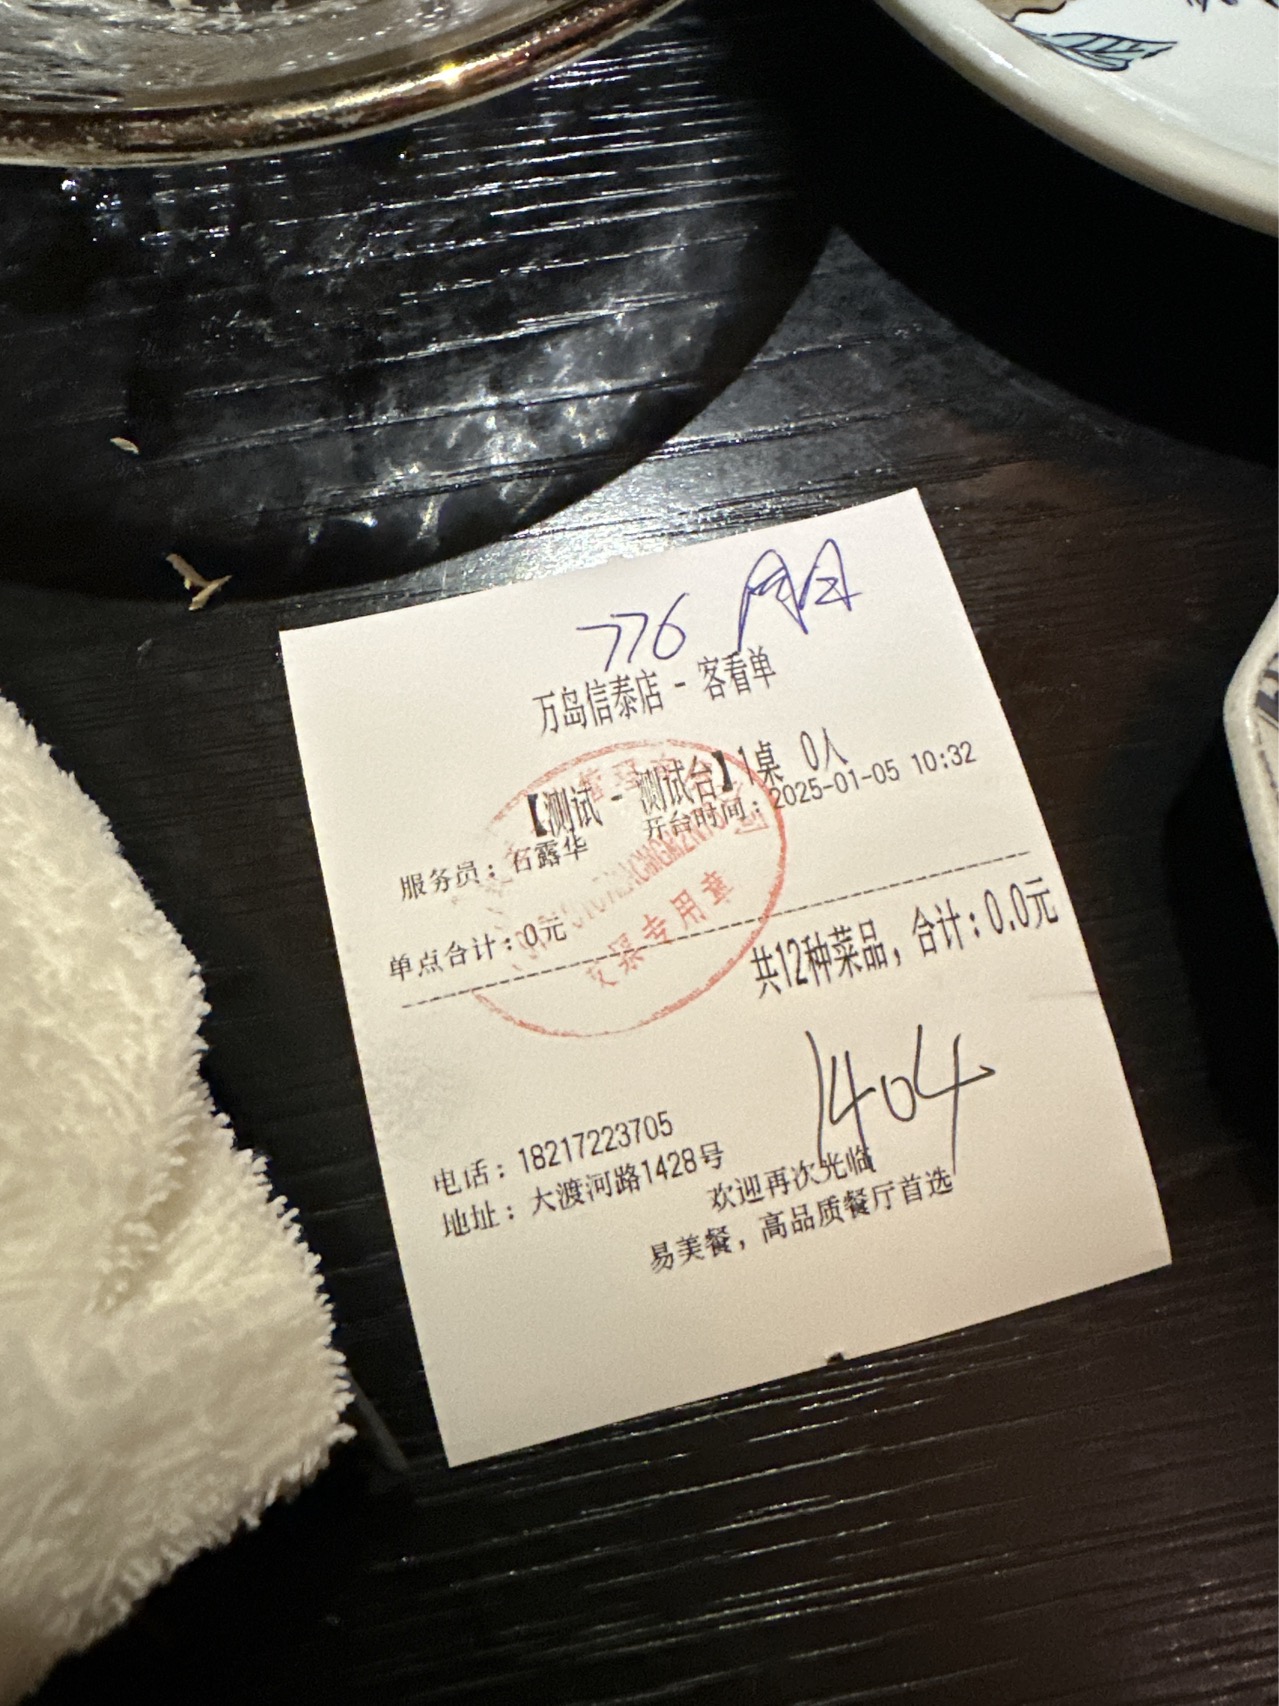 776
万岛信泰店 - 客看单
【测试 - 测试台】1桌 0人
服务员：石露华 开台时间：2025-01-05 10:32
单点合计：0元
共12种菜品，合计：0.0元
专用章
1404
电话：18217223705
地址：大渡河路1428号
欢迎再次光临
易美餐，高品质餐厅首选